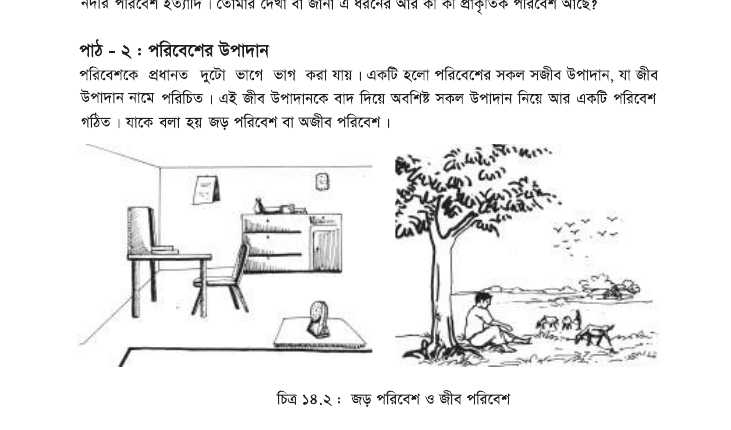 নদীর পরিবেশ ইত্যাদি। তোমার দেখা বা জানা এ ধরনের আর কী কী প্রাকৃতিক পরিবেশ আছে?
পাঠ - ২ : পরিবেশের উপাদান
পরিবেশকে প্রধানত দুটো ভাগে ভাগ করা যায়। একটি হলো পরিবেশের সকল সজীব উপাদান, যা জীব
উপাদান নামে পরিচিত। এই জীব উপাদানকে বাদ দিয়ে অবশিষ্ট সকল উপাদান নিয়ে আর একটি পরিবেশ
গঠিত। যাকে বলা হয় জড় পরিবেশ বা অজীব পরিবেশ।
চিত্র ১৪.২ : জড় পরিবেশ ও জীব পরিবেশ